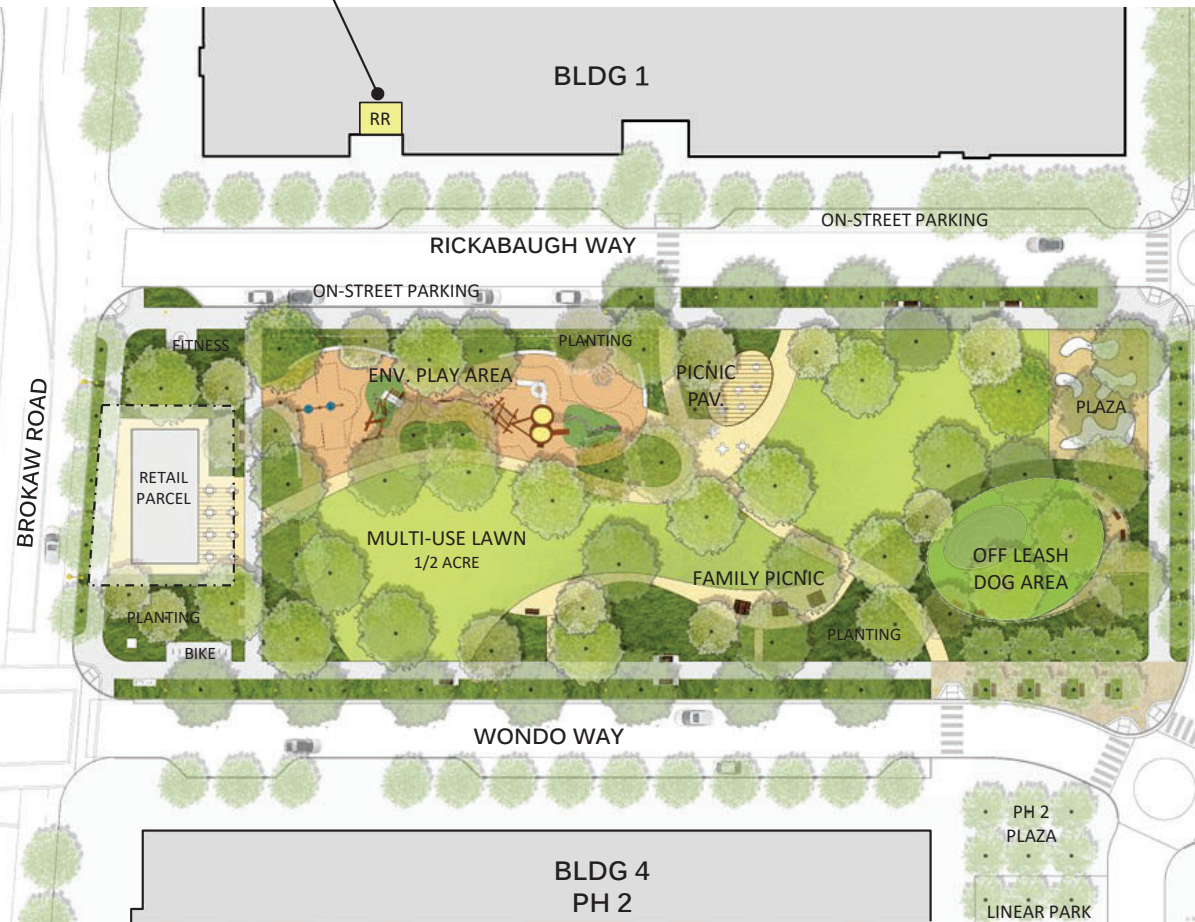 BLDG 1
RR
ON-STREET PARKING
RICKABAUGH WAY
ON-STREET PARKING
FITNESS
PLANTING
ENV. PLAY AREA
PICNIC
PAV.
PLAZA
BROKAW ROAD
RETAIL
PARCEL
MULTI-USE LAWN
1/2 ACRE
OFF LEASH
DOG AREA
FAMILY PICNIC
PLANTING
PLANTING
BIKE
WONDO WAY
PH 2
PLAZA
BLDG 4
PH 2
LINEAR PARK